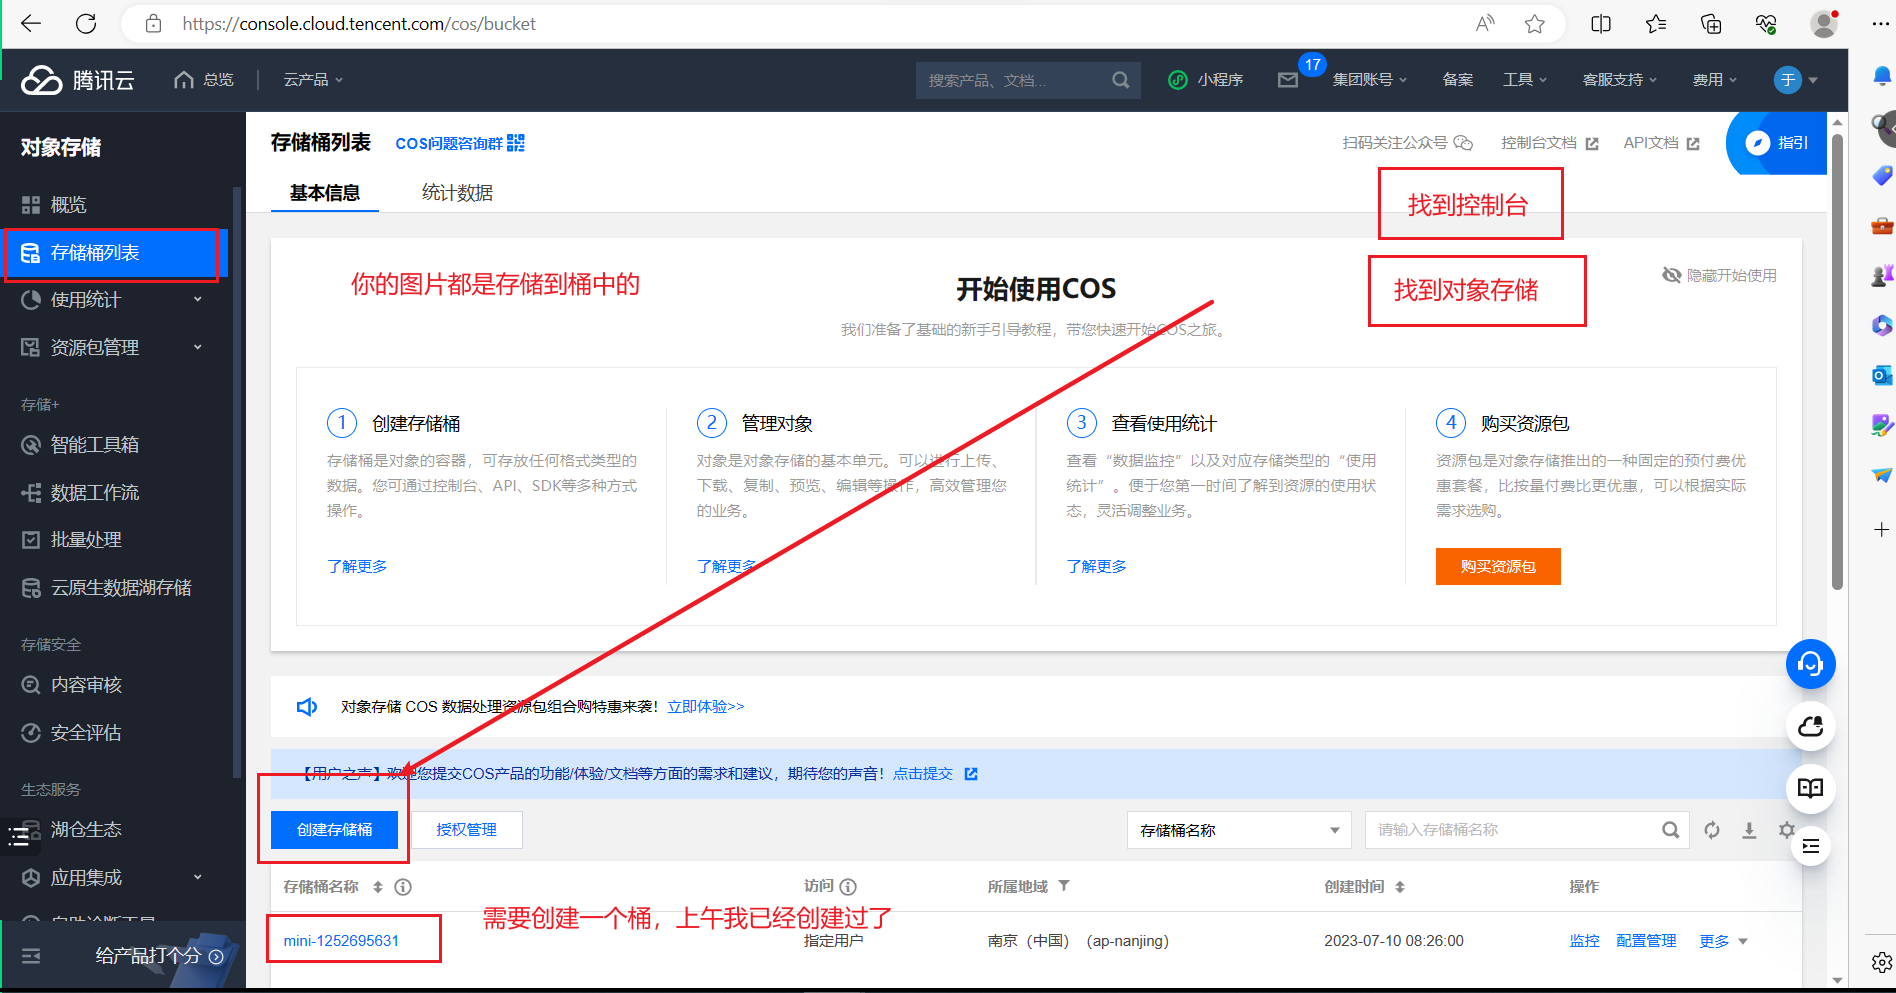 https://console.cloud.tencent.com/cos/bucket
腾讯云
总览
云产品
搜索产品、文档...
小程序
17
集团账号
备案
工具
客服支持
费用
于
对象存储
概览
存储桶列表
使用统计
资源包管理
存储+
智能工具箱
数据工作流
批量处理
云原生数据湖存储
存储安全
内容审核
安全评估
生态服务
湖仓生态
应用集成
自助诊断工具
给产品打个分
存储桶列表
COS问题咨询群
扫码关注公众号
控制台文档
API文档
指引
基本信息
统计数据
找到控制台
你的图片都是存储到桶中的
开始使用COS
找到对象存储
隐藏开始使用
我们准备了基础的新手引导教程，带您快速开始COS之旅。
1 创建存储桶
存储桶是对象的容器，可存放任何格式类型的
数据。您可通过控制台、API、SDK等多种方式
操作。
了解更多
2 管理对象
对象是对象存储的基本单元。可以进行上传、
下载、复制、预览、编辑等操作，高效管理您
的业务。
了解更多
3 查看使用统计
查看“数据监控”以及对应存储类型的“使用
统计”。便于您第一时间了解到资源的使用状
态，灵活调整业务。
了解更多
4 购买资源包
资源包是对象存储推出的一种固定的预付费优
惠套餐，比按量付费比更优惠，可以根据实际
需求选购。
购买资源包
对象存储 COS 数据处理资源包组合购特惠来袭！立即体验>>
【用户之声】欢迎您提交COS产品的功能/体验/文档等方面的需求和建议，期待您的声音！点击提交
创建存储桶
授权管理
存储桶名称
请输入存储桶名称
存储桶名称
访问
所属地域
创建时间
操作
需要创建一个桶，上午我已经创建过了
mini-1252695631
指定用户
南京（中国）（ap-nanjing）
2023-07-10 08:26:00
监控
配置管理
更多